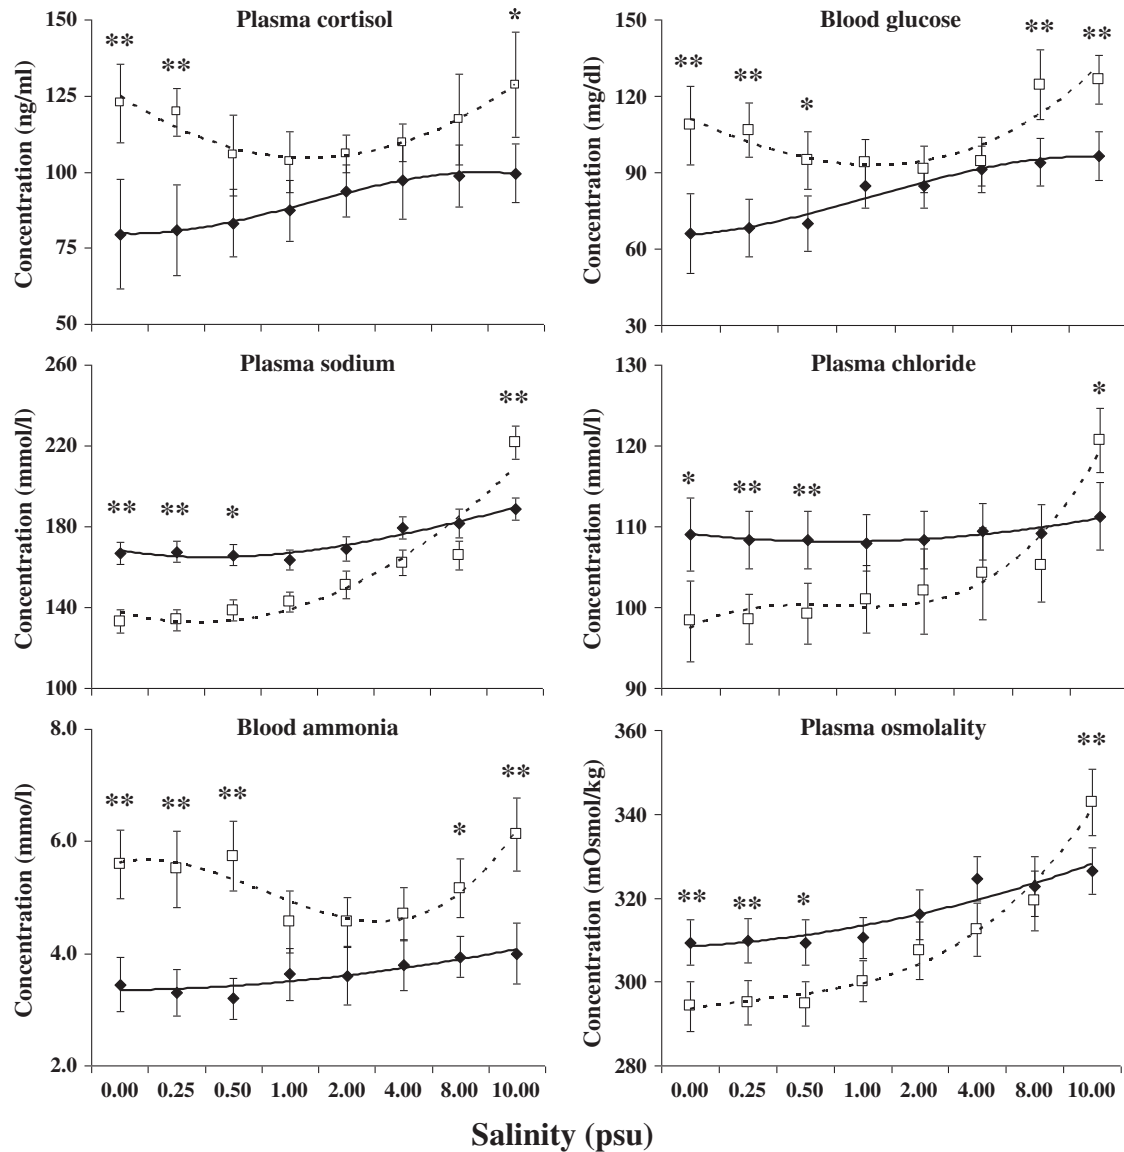 Plasma cortisol
Concentration (ng/ml)
150
125
100
75
50
** ** *
Blood glucose
Concentration (mg/dl)
150
120
90
60
30
** ** * ** **
Plasma sodium
Concentration (mmol/l)
260
220
180
140
100
** ** * **
Plasma chloride
Concentration (mmol/l)
130
120
110
100
90
* ** ** *
Blood ammonia
Concentration (mmo/l)
8.0
6.0
4.0
2.0
** ** ** * **
0.00 0.25 0.50 1.00 2.00 4.00 8.00 10.00
Plasma osmolality
Concentration (mOsmol/kg)
360
340
320
300
280
** ** * **
0.00 0.25 0.50 1.00 2.00 4.00 8.00 10.00
Salinity (psu)